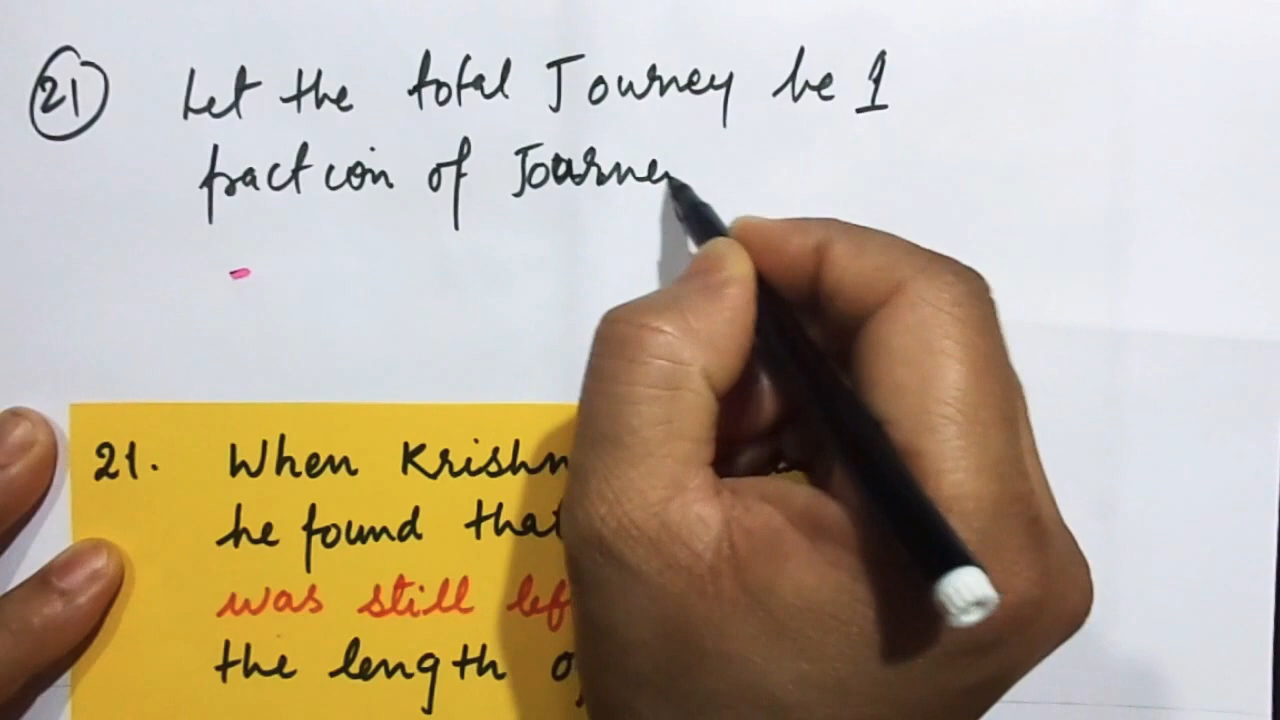 21 Let the total Journey be 1
fraction of Journey
21. When Krishn
he found that
was still lef
the length o